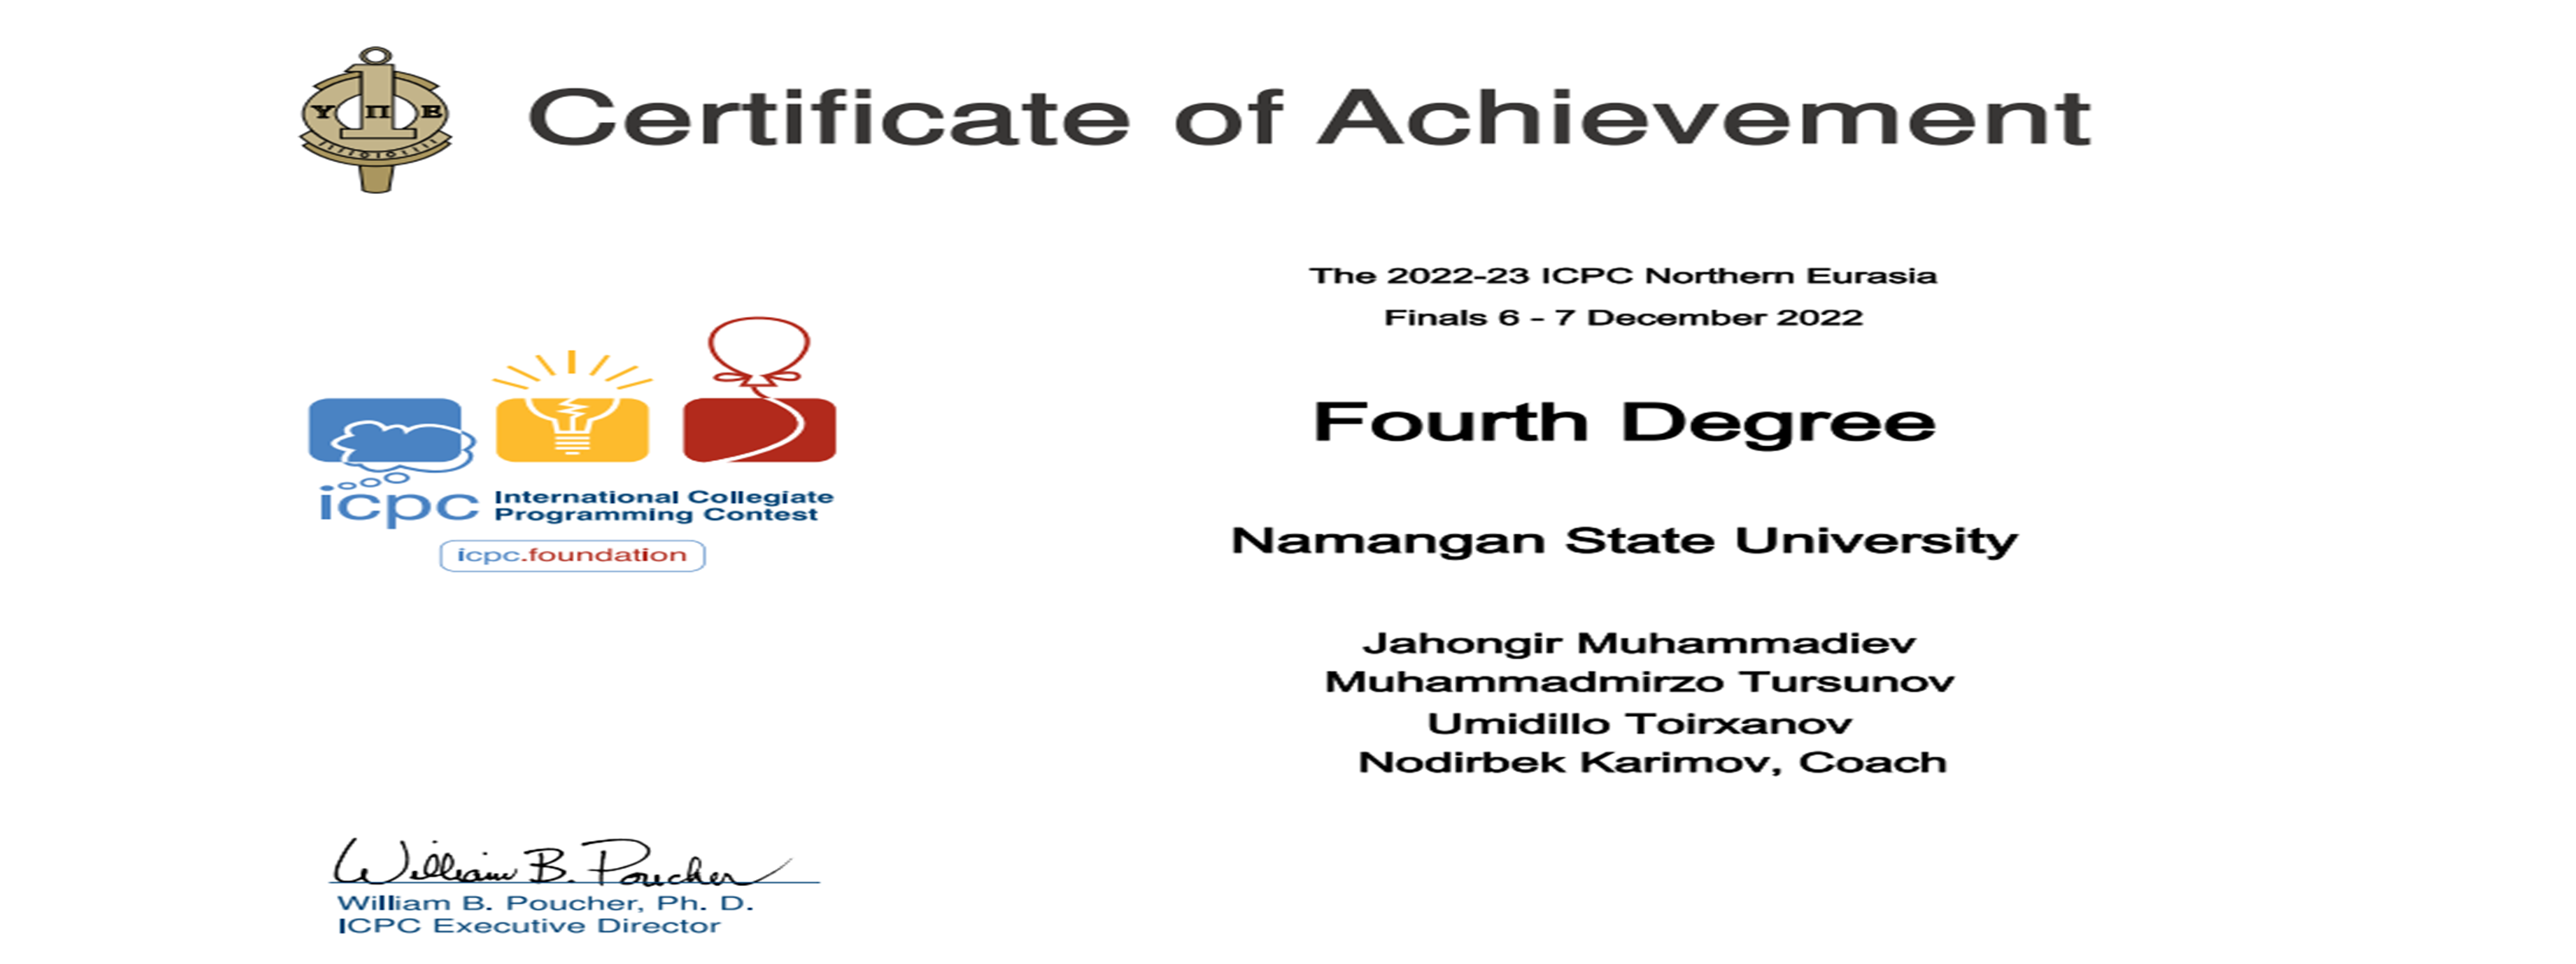 Certificate of Achievement
Υ Π Ε
The 2022-23 ICPC Northern Eurasia
Finals 6 - 7 December 2022
Fourth Degree
Namangan State University
Jahongir Muhammadiev
Muhammadmirzo Tursunov
Umidillo Toirxanov
Nodirbek Karimov, Coach
icpc International Collegiate
Programming Contest
icpc.foundation
William B. Poucher
William B. Poucher, Ph. D.
ICPC Executive Director